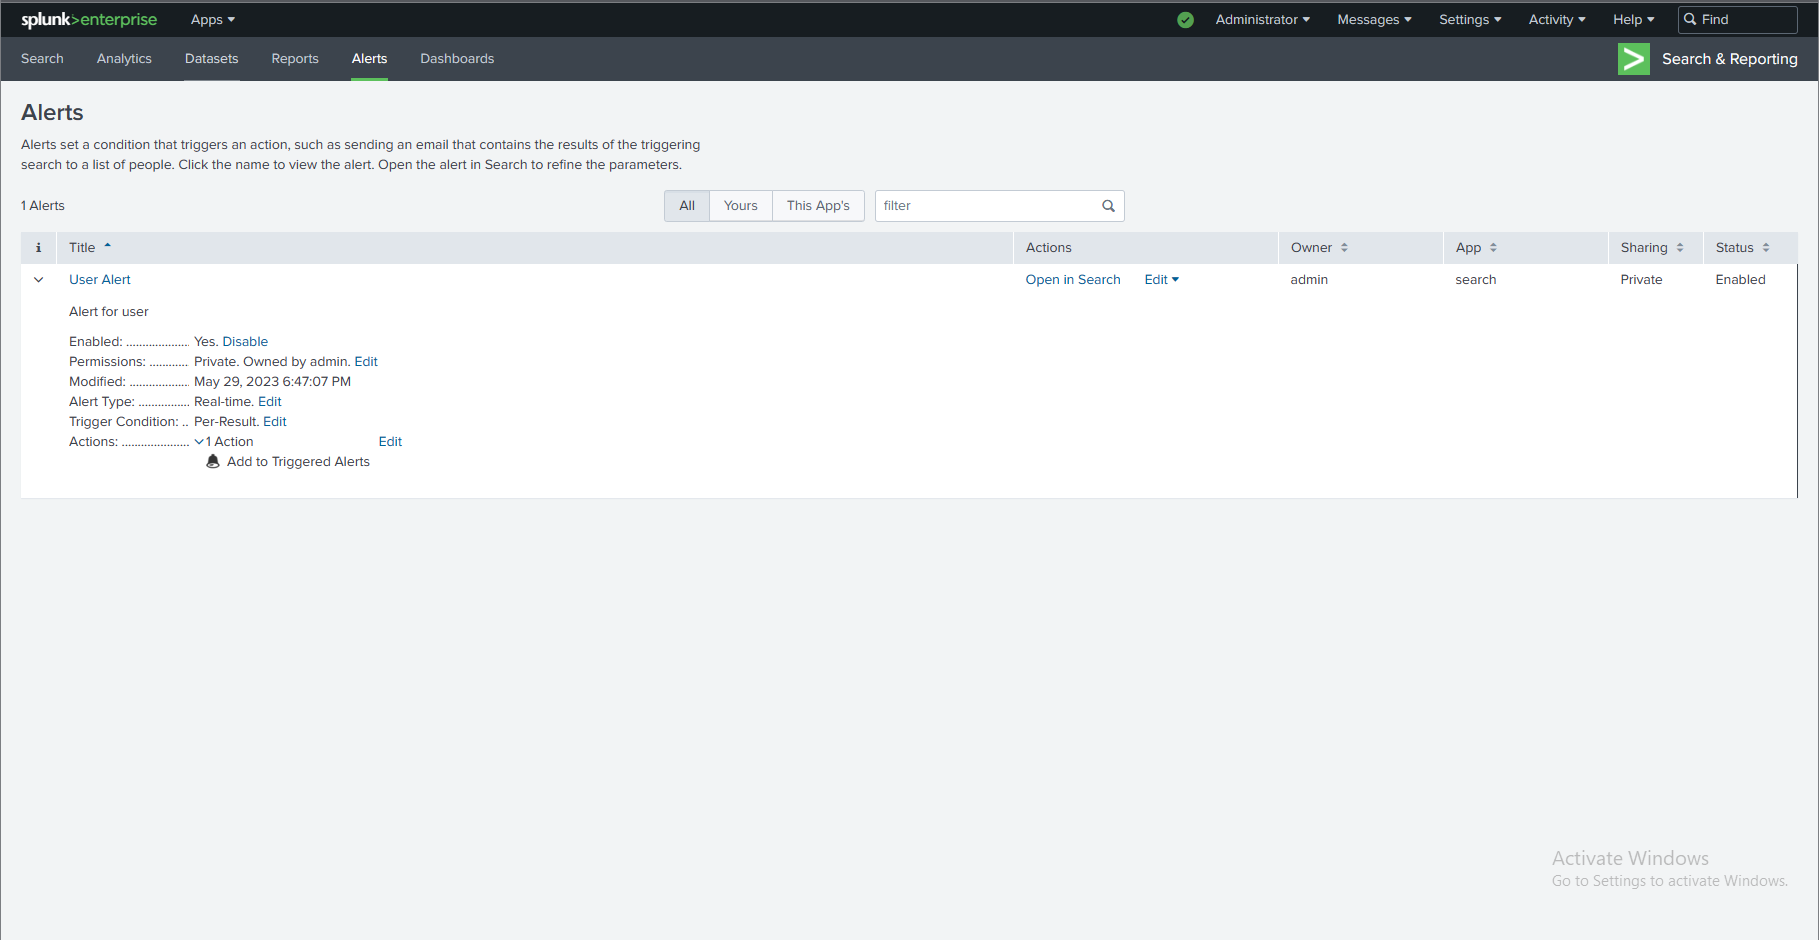 splunk>enterprise Apps Administrator Messages Settings Activity Help Find
Search Analytics Datasets Reports Alerts Dashboards Search & Reporting
Alerts
Alerts set a condition that triggers an action, such as sending an email that contains the results of the triggering
search to a list of people. Click the name to view the alert. Open the alert in Search to refine the parameters.
1 Alerts All Yours This App's filter
i Title Actions Owner App Sharing Status
User Alert Open in Search Edit admin search Private Enabled
Alert for user
Enabled: ................... Yes. Disable
Permissions: ............ Private. Owned by admin. Edit
Modified: .................. May 29, 2023 6:47:07 PM
Alert Type: ................ Real-time. Edit
Trigger Condition: .. Per-Result. Edit
Actions: ..................... 1 Action Edit
Add to Triggered Alerts
Activate Windows
Go to Settings to activate Windows.